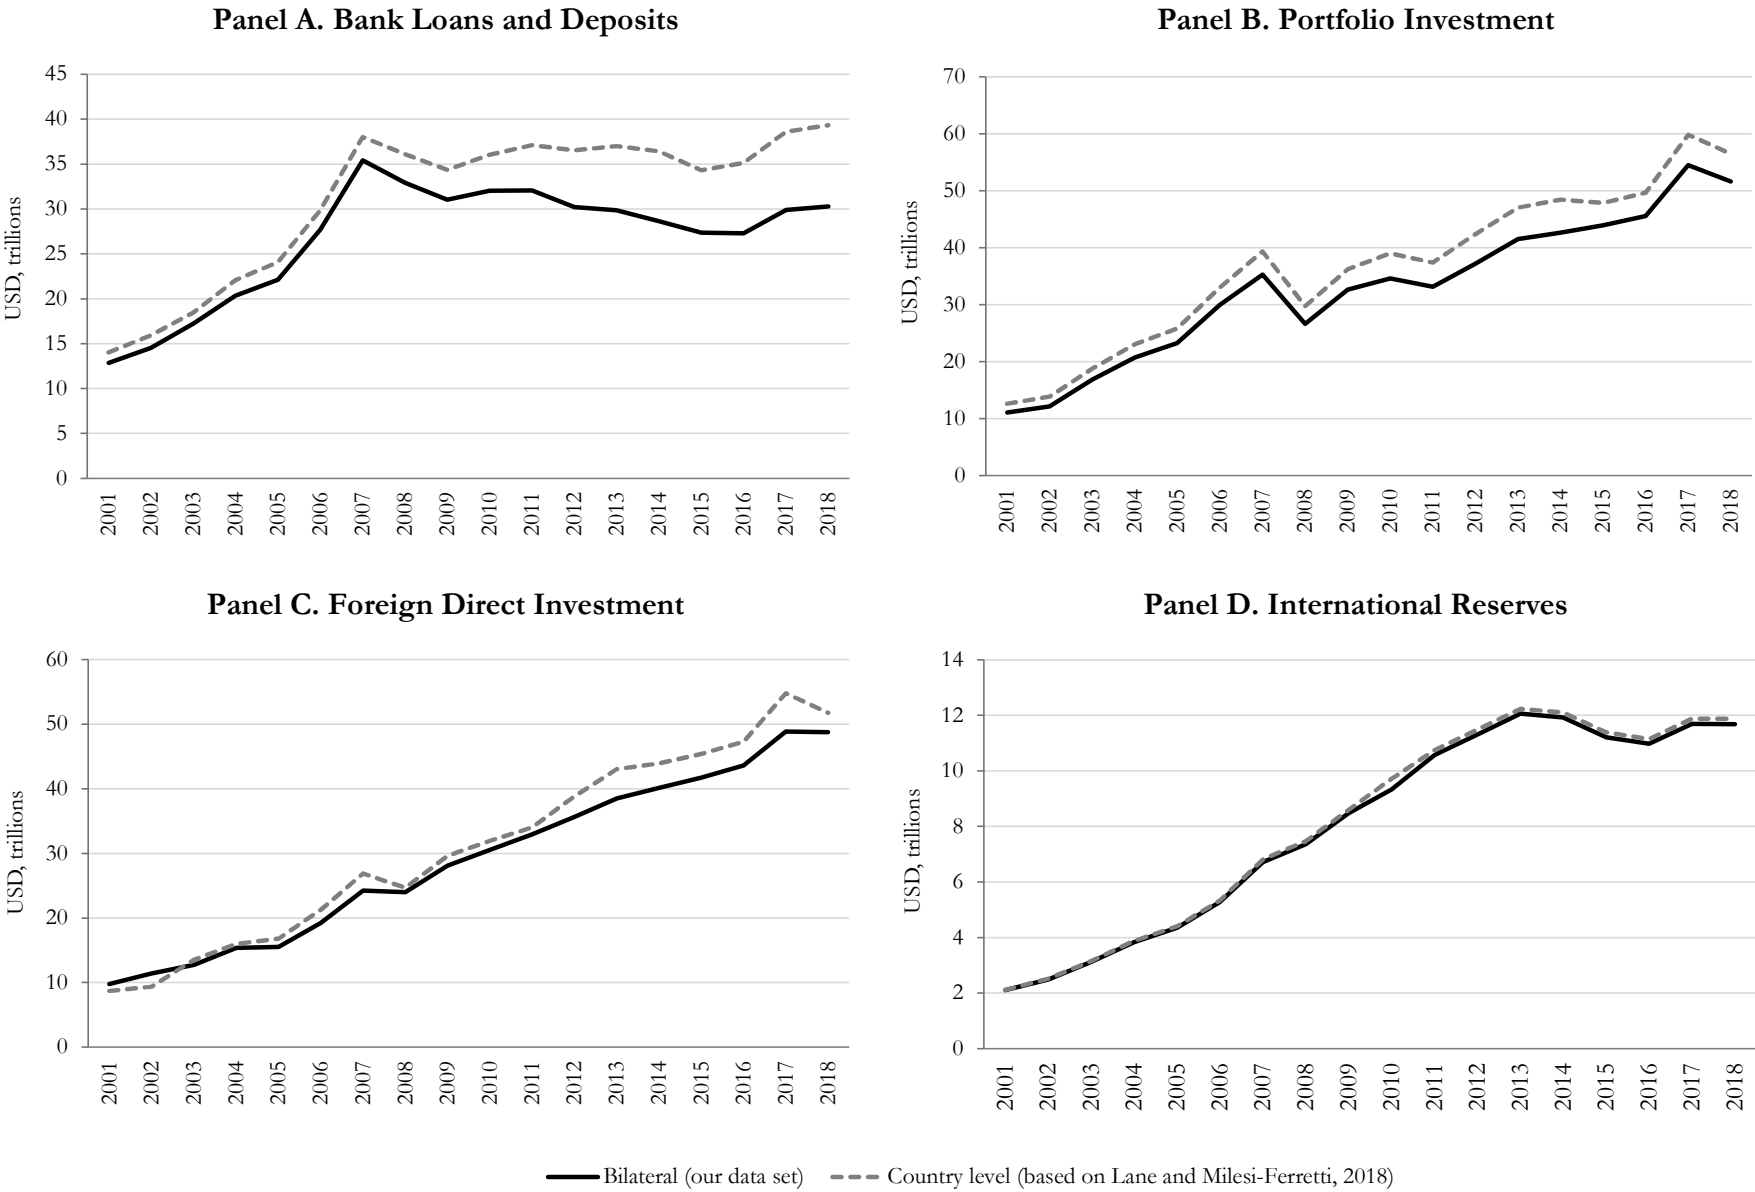 Panel A. Bank Loans and Deposits
USD, trillions
45
40
35
30
25
20
15
10
5
0
2001 2002 2003 2004 2005 2006 2007 2008 2009 2010 2011 2012 2013 2014 2015 2016 2017 2018
Panel B. Portfolio Investment
USD, trillions
70
60
50
40
30
20
10
0
2001 2002 2003 2004 2005 2006 2007 2008 2009 2010 2011 2012 2013 2014 2015 2016 2017 2018
Panel C. Foreign Direct Investment
USD, trillions
60
50
40
30
20
10
0
2001 2002 2003 2004 2005 2006 2007 2008 2009 2010 2011 2012 2013 2014 2015 2016 2017 2018
Panel D. International Reserves
USD, trillions
14
12
10
8
6
4
2
0
2001 2002 2003 2004 2005 2006 2007 2008 2009 2010 2011 2012 2013 2014 2015 2016 2017 2018
Bilateral (our data set) Country level (based on Lane and Milesi-Ferretti, 2018)